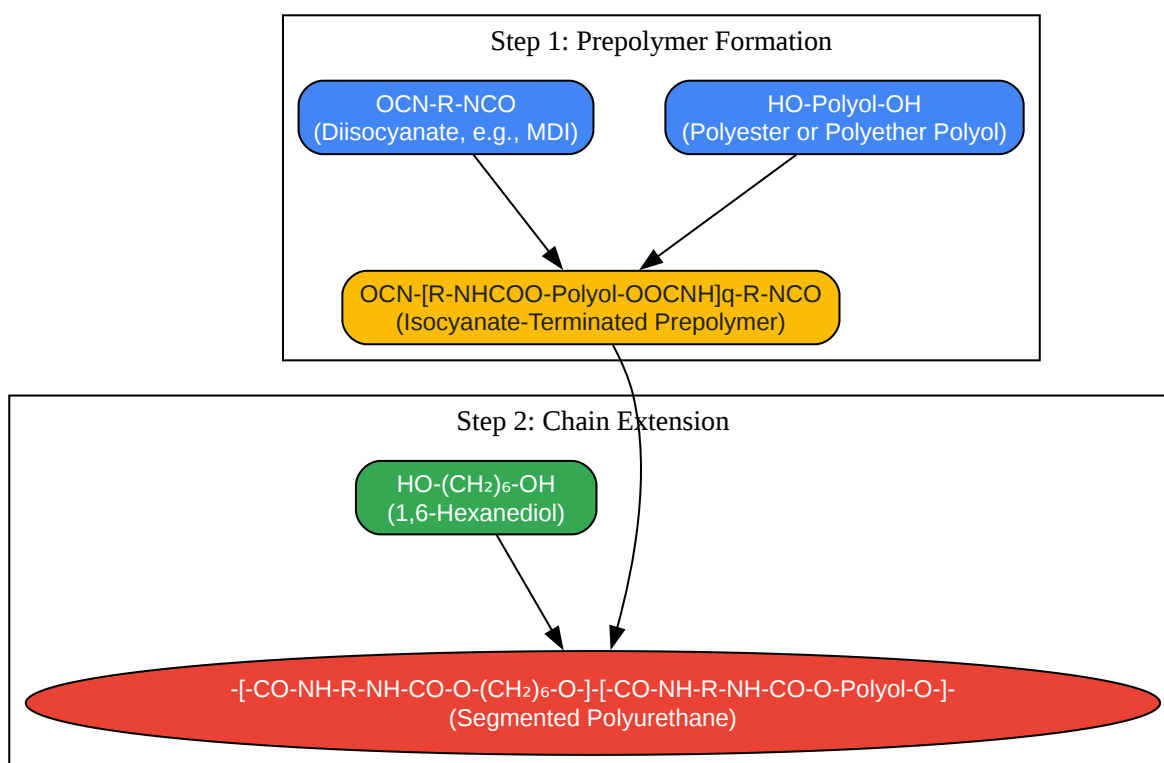 Step 1: Prepolymer Formation
OCN-R-NCO
(Diisocyanate, e.g., MDI)
HO-Polyol-OH
(Polyester or Polyether Polyol)
OCN-[R-NHCOO-Polyol-OOCNH]q-R-NCO
(Isocyanate-Terminated Prepolymer)
Step 2: Chain Extension
HO-(CH₂)₆-OH
(1,6-Hexanediol)
-[-CO-NH-R-NH-CO-O-(CH₂)₆-O-]-[-CO-NH-R-NH-CO-O-Polyol-O-]-
(Segmented Polyurethane)